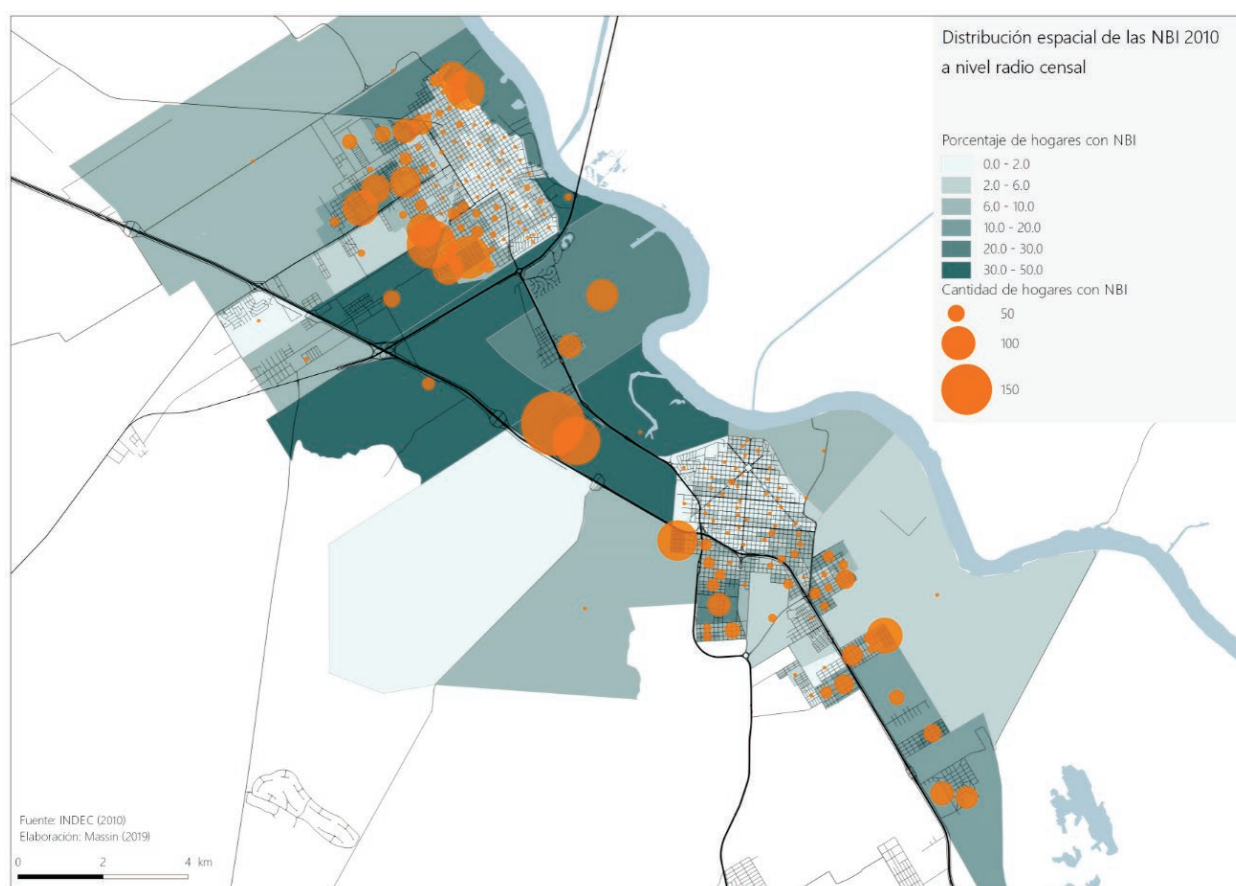 Distribución espacial de las NBI 2010
a nivel radio censal
Porcentaje de hogares con NBI
0.0 - 2.0
2.0 - 6.0
6.0 - 10.0
10.0 - 20.0
20.0 - 30.0
30.0 - 50.0
Cantidad de hogares con NBI
50
100
150
Fuente: INDEC (2010)
Elaboración: Massin (2019)
0 2 4 km